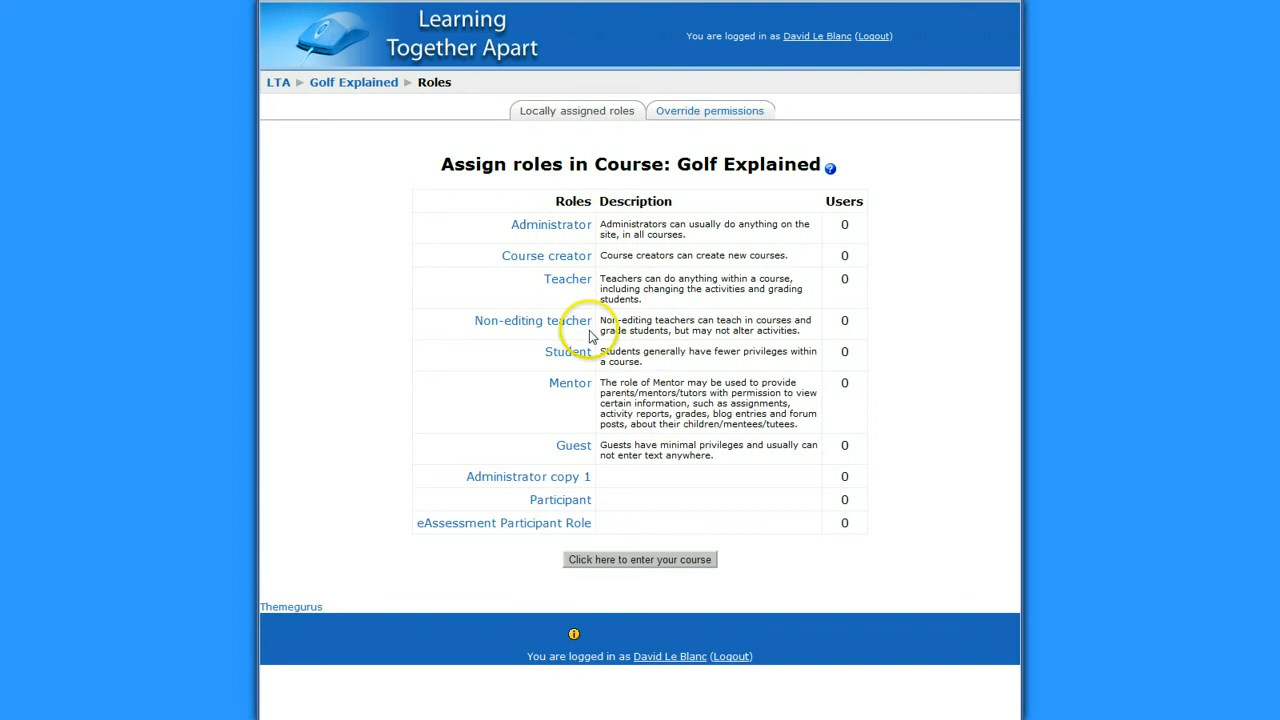 Learning
Together Apart
You are logged in as David Le Blanc (Logout)
LTA ► Golf Explained ► Roles
Locally assigned roles
Override permissions
Assign roles in Course: Golf Explained ?
Roles Description Users
Administrator Administrators can usually do anything on the 0
site, in all courses.
Course creator Course creators can create new courses. 0
Teacher Teachers can do anything within a course, 0
including changing the activities and grading
students.
Non-editing teacher Non-editing teachers can teach in courses and 0
grade students, but may not alter activities.
Student Students generally have fewer privileges within 0
a course.
Mentor The role of Mentor may be used to provide 0
parents/mentors/tutors with permission to view
certain information, such as assignments,
activity reports, grades, blog entries and forum
posts, about their children/mentees/tutees.
Guest Guests have minimal privileges and usually can 0
not enter text anywhere.
Administrator copy 1 0
Participant 0
eAssessment Participant Role 0
Click here to enter your course
Themegurus
i
You are logged in as David Le Blanc (Logout)